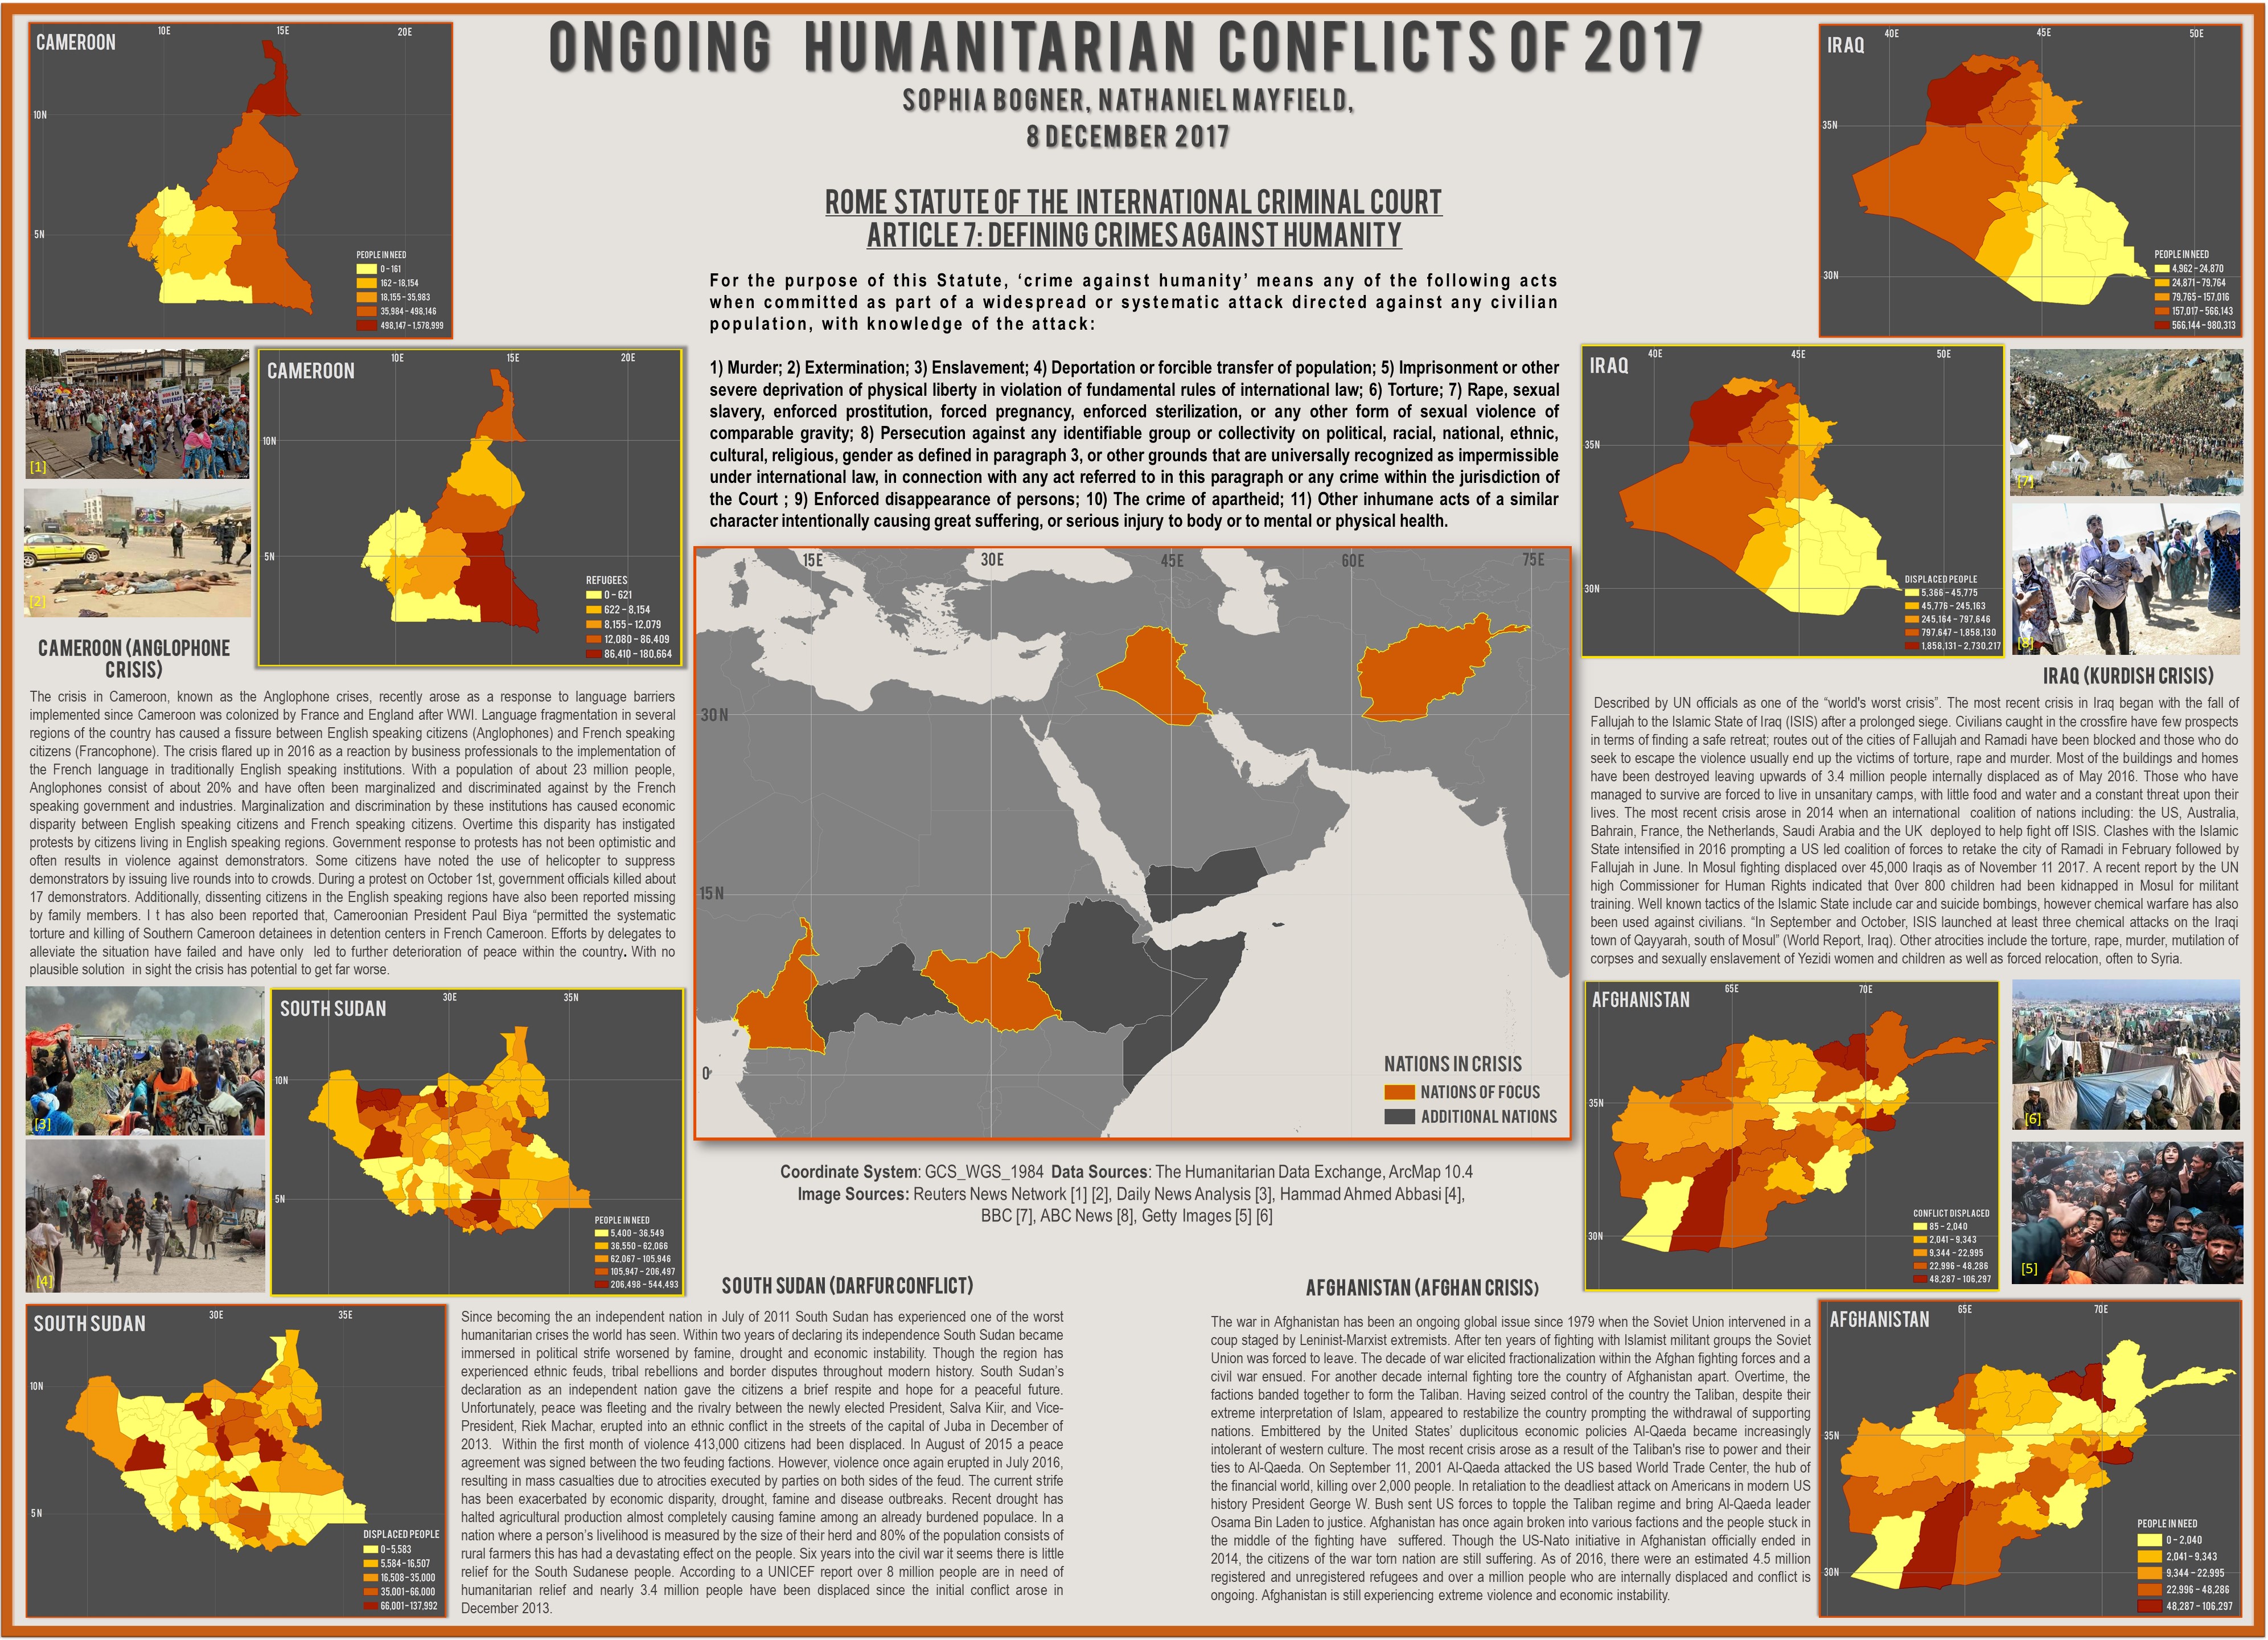 ONGOING HUMANITARIAN CONFLICTS OF 2017
SOPHIA BOGNER, NATHANIEL MAYFIELD,
8 DECEMBER 2017
ROME STATUTE OF THE INTERNATIONAL CRIMINAL COURT
ARTICLE 7: DEFINING CRIMES AGAINST HUMANITY
For the purpose of this Statute, ‘crime against humanity’ means any of the following acts
when committed as part of a widespread or systematic attack directed against any civilian
population, with knowledge of the attack:
1) Murder; 2) Extermination; 3) Enslavement; 4) Deportation or forcible transfer of population; 5) Imprisonment or other
severe deprivation of physical liberty in violation of fundamental rules of international law; 6) Torture; 7) Rape, sexual
slavery, enforced prostitution, forced pregnancy, enforced sterilization, or any other form of sexual violence of
comparable gravity; 8) Persecution against any identifiable group or collectivity on political, racial, national, ethnic,
cultural, religious, gender as defined in paragraph 3, or other grounds that are universally recognized as impermissible
under international law, in connection with any act referred to in this paragraph or any crime within the jurisdiction of
the Court ; 9) Enforced disappearance of persons; 10) The crime of apartheid; 11) Other inhumane acts of a similar
character intentionally causing great suffering, or serious injury to body or to mental or physical health.
CAMEROON
10E 15E 20E
10N
5N
PEOPLE IN NEED
0 - 161
162 - 18,154
18,155 - 35,983
35,984 - 498,146
498,147 - 1,578,999
[1]
[2]
CAMEROON
10E 15E 20E
10N
5N
REFUGEES
0 - 621
622 - 8,154
8,155 - 12,079
12,080 - 86,409
86,410 - 180,664
CAMEROON (ANGLOPHONE
CRISIS)
The crisis in Cameroon, known as the Anglophone crises, recently arose as a response to language barriers
implemented since Cameroon was colonized by France and England after WWI. Language fragmentation in several
regions of the country has caused a fissure between English speaking citizens (Anglophones) and French speaking
citizens (Francophone). The crisis flared up in 2016 as a reaction by business professionals to the implementation of
the French language in traditionally English speaking institutions. With a population of about 23 million people,
Anglophones consist of about 20% and have often been marginalized and discriminated against by the French
speaking government and industries. Marginalization and discrimination by these institutions has caused economic
disparity between English speaking citizens and French speaking citizens. Overtime this disparity has instigated
protests by citizens living in English speaking regions. Government response to protests has not been optimistic and
often results in violence against demonstrators. Some citizens have noted the use of helicopter to suppress
demonstrators by issuing live rounds into to crowds. During a protest on October 1st, government officials killed about
17 demonstrators. Additionally, dissenting citizens in the English speaking regions have also been reported missing
by family members. I t has also been reported that, Cameroonian President Paul Biya “permitted the systematic
torture and killing of Southern Cameroon detainees in detention centers in French Cameroon. Efforts by delegates to
alleviate the situation have failed and have only led to further deterioration of peace within the country. With no
plausible solution in sight the crisis has potential to get far worse.
[3]
[4]
SOUTH SUDAN
30E 35N
10N
5N
PEOPLE IN NEED
5,400 - 36,549
36,550 - 62,066
62,067 - 105,946
105,947 - 206,497
206,498 - 544,493
SOUTH SUDAN
30E 35E
10N
5N
DISPLACED PEOPLE
0-5,583
5,584-16,507
16,508-35,000
35,001-66,000
66,001-137,992
15E 30E 45E 60E 75E
30N
15N
0°
NATIONS IN CRISIS
NATIONS OF FOCUS
ADDITIONAL NATIONS
Coordinate System: GCS_WGS_1984 Data Sources: The Humanitarian Data Exchange, ArcMap 10.4
Image Sources: Reuters News Network [1] [2], Daily News Analysis [3], Hammad Ahmed Abbasi [4],
BBC [7], ABC News [8], Getty Images [5] [6]
SOUTH SUDAN (DARFUR CONFLICT)
Since becoming the an independent nation in July of 2011 South Sudan has experienced one of the worst
humanitarian crises the world has seen. Within two years of declaring its independence South Sudan became
immersed in political strife worsened by famine, drought and economic instability. Though the region has
experienced ethnic feuds, tribal rebellions and border disputes throughout modern history. South Sudan’s
declaration as an independent nation gave the citizens a brief respite and hope for a peaceful future.
Unfortunately, peace was fleeting and the rivalry between the newly elected President, Salva Kiir, and Vice-
President, Riek Machar, erupted into an ethnic conflict in the streets of the capital of Juba in December of
2013. Within the first month of violence 413,000 citizens had been displaced. In August of 2015 a peace
agreement was signed between the two feuding factions. However, violence once again erupted in July 2016,
resulting in mass casualties due to atrocities executed by parties on both sides of the feud. The current strife
has been exacerbated by economic disparity, drought, famine and disease outbreaks. Recent drought has
halted agricultural production almost completely causing famine among an already burdened populace. In a
nation where a person’s livelihood is measured by the size of their herd and 80% of the population consists of
rural farmers this has had a devastating effect on the people. Six years into the civil war it seems there is little
relief for the South Sudanese people. According to a UNICEF report over 8 million people are in need of
humanitarian relief and nearly 3.4 million people have been displaced since the initial conflict arose in
December 2013.
IRAQ
40E 45E 50E
35N
30N
PEOPLE IN NEED
4,962 - 24,870
24,871 - 79,764
79,765 - 157,016
157,017 - 566,143
566,144 - 980,313
IRAQ
40E 45E 50E
35N
30N
DISPLACED PEOPLE
5,366 - 45,775
45,776 - 245,163
245,164 - 797,646
797,647 - 1,858,130
1,858,131 - 2,730,217
[7]
[8]
IRAQ (KURDISH CRISIS)
Described by UN officials as one of the “world's worst crisis”. The most recent crisis in Iraq began with the fall of
Fallujah to the Islamic State of Iraq (ISIS) after a prolonged siege. Civilians caught in the crossfire have few prospects
in terms of finding a safe retreat; routes out of the cities of Fallujah and Ramadi have been blocked and those who do
seek to escape the violence usually end up the victims of torture, rape and murder. Most of the buildings and homes
have been destroyed leaving upwards of 3.4 million people internally displaced as of May 2016. Those who have
managed to survive are forced to live in unsanitary camps, with little food and water and a constant threat upon their
lives. The most recent crisis arose in 2014 when an international coalition of nations including: the US, Australia,
Bahrain, France, the Netherlands, Saudi Arabia and the UK deployed to help fight off ISIS. Clashes with the Islamic
State intensified in 2016 prompting a US led coalition of forces to retake the city of Ramadi in February followed by
Fallujah in June. In Mosul fighting displaced over 45,000 Iraqis as of November 11 2017. A recent report by the UN
high Commissioner for Human Rights indicated that 0ver 800 children had been kidnapped in Mosul for militant
training. Well known tactics of the Islamic State include car and suicide bombings, however chemical warfare has also
been used against civilians. “In September and October, ISIS launched at least three chemical attacks on the Iraqi
town of Qayyarah, south of Mosul” (World Report, Iraq). Other atrocities include the torture, rape, murder, mutilation of
corpses and sexually enslavement of Yezidi women and children as well as forced relocation, often to Syria.
AFGHANISTAN
65E 70E
35N
30N
CONFLICT DISPLACED
85 - 2,040
2,041 - 9,343
9,344 - 22,995
22,996 - 48,286
48,287 - 106,297
[6]
[5]
AFGHANISTAN (AFGHAN CRISIS)
The war in Afghanistan has been an ongoing global issue since 1979 when the Soviet Union intervened in a
coup staged by Leninist-Marxist extremists. After ten years of fighting with Islamist militant groups the Soviet
Union was forced to leave. The decade of war elicited fractionalization within the Afghan fighting forces and a
civil war ensued. For another decade internal fighting tore the country of Afghanistan apart. Overtime, the
factions banded together to form the Taliban. Having seized control of the country the Taliban, despite their
extreme interpretation of Islam, appeared to restabilize the country prompting the withdrawal of supporting
nations. Embittered by the United States’ duplicitous economic policies Al-Qaeda became increasingly
intolerant of western culture. The most recent crisis arose as a result of the Taliban's rise to power and their
ties to Al-Qaeda. On September 11, 2001 Al-Qaeda attacked the US based World Trade Center, the hub of
the financial world, killing over 2,000 people. In retaliation to the deadliest attack on Americans in modern US
history President George W. Bush sent US forces to topple the Taliban regime and bring Al-Qaeda leader
Osama Bin Laden to justice. Afghanistan has once again broken into various factions and the people stuck in
the middle of the fighting have suffered. Though the US-Nato initiative in Afghanistan officially ended in
2014, the citizens of the war torn nation are still suffering. As of 2016, there were an estimated 4.5 million
registered and unregistered refugees and over a million people who are internally displaced and conflict is
ongoing. Afghanistan is still experiencing extreme violence and economic instability.
AFGHANISTAN
65E 70E
35N
30N
PEOPLE IN NEED
0 - 2,040
2,041 - 9,343
9,344 - 22,995
22,996 - 48,286
48,287 - 106,297